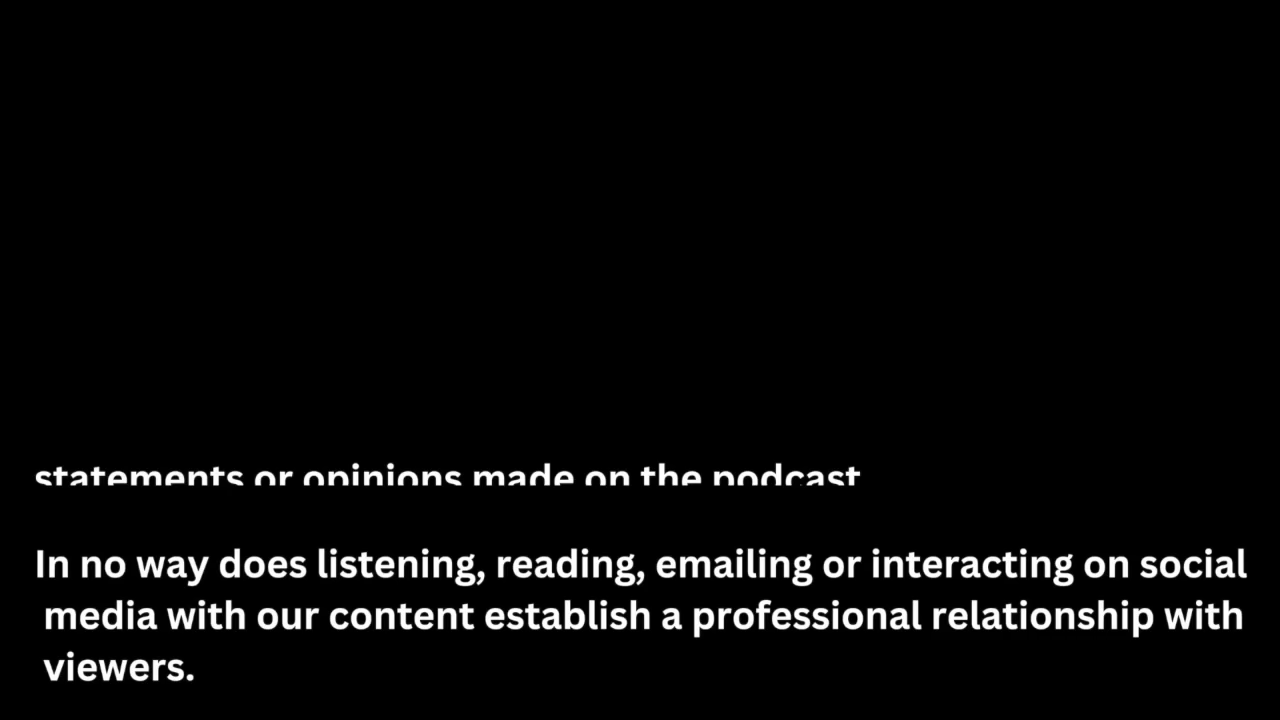 statements or opinions made on the podcast
In no way does listening, reading, emailing or interacting on social
media with our content establish a professional relationship with
viewers.